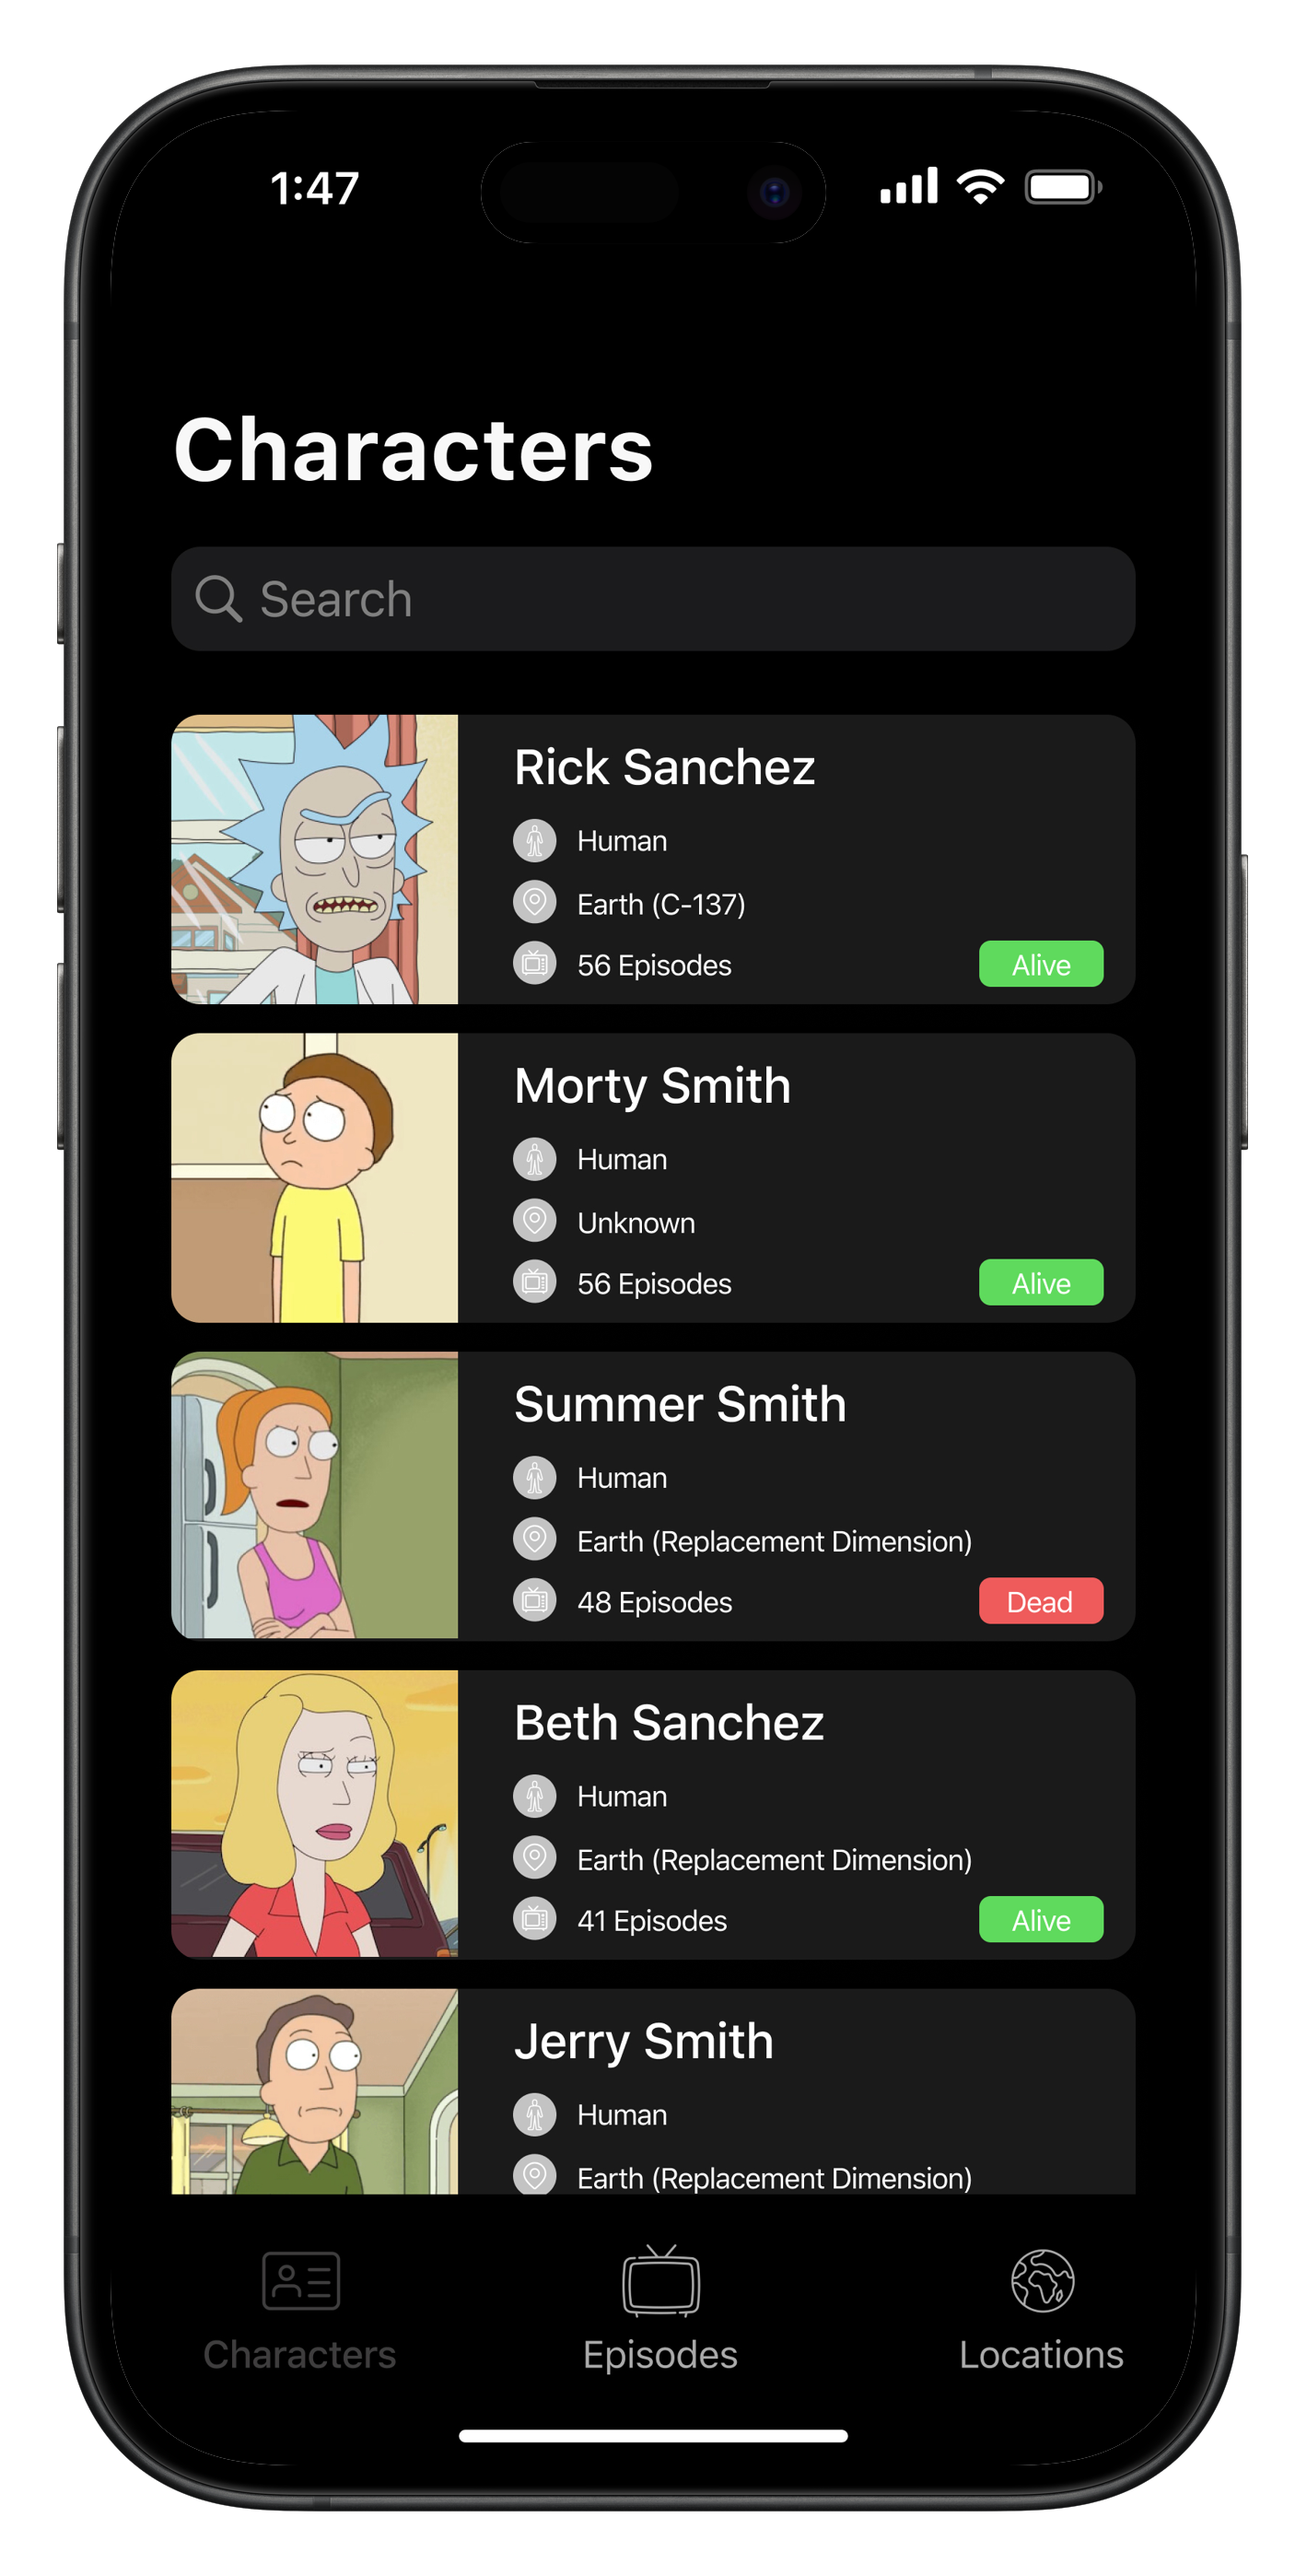 1:47
Characters
Search
Rick Sanchez
Human
Earth (C-137)
56 Episodes
Alive
Morty Smith
Human
Unknown
56 Episodes
Alive
Summer Smith
Human
Earth (Replacement Dimension)
48 Episodes
Dead
Beth Sanchez
Human
Earth (Replacement Dimension)
41 Episodes
Alive
Jerry Smith
Human
Earth (Replacement Dimension)
Characters
Episodes
Locations